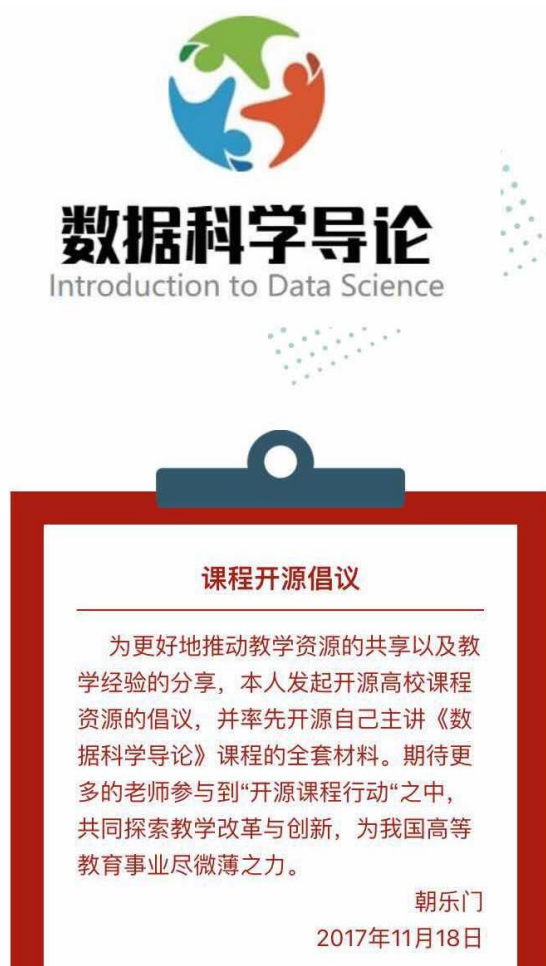 数据科学导论
Introduction to Data Science
课程开源倡议
为更好地推动教学资源的共享以及教
学经验的分享，本人发起开源高校课程
资源的倡议，并率先开源自己主讲《数
据科学导论》课程的全套材料。期待更
多的老师参与到“开源课程行动“之中，
共同探索教学改革与创新，为我国高等
教育事业尽微薄之力。
朝乐门
2017年11月18日